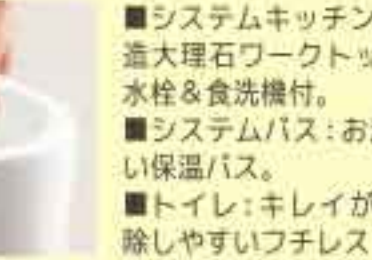 ■システムキッチン
造大理石ワークトッ
水栓&食洗機付。
■システムバス:お
い保温バス。
■トイレ:キレイが
除しやすいフチレス